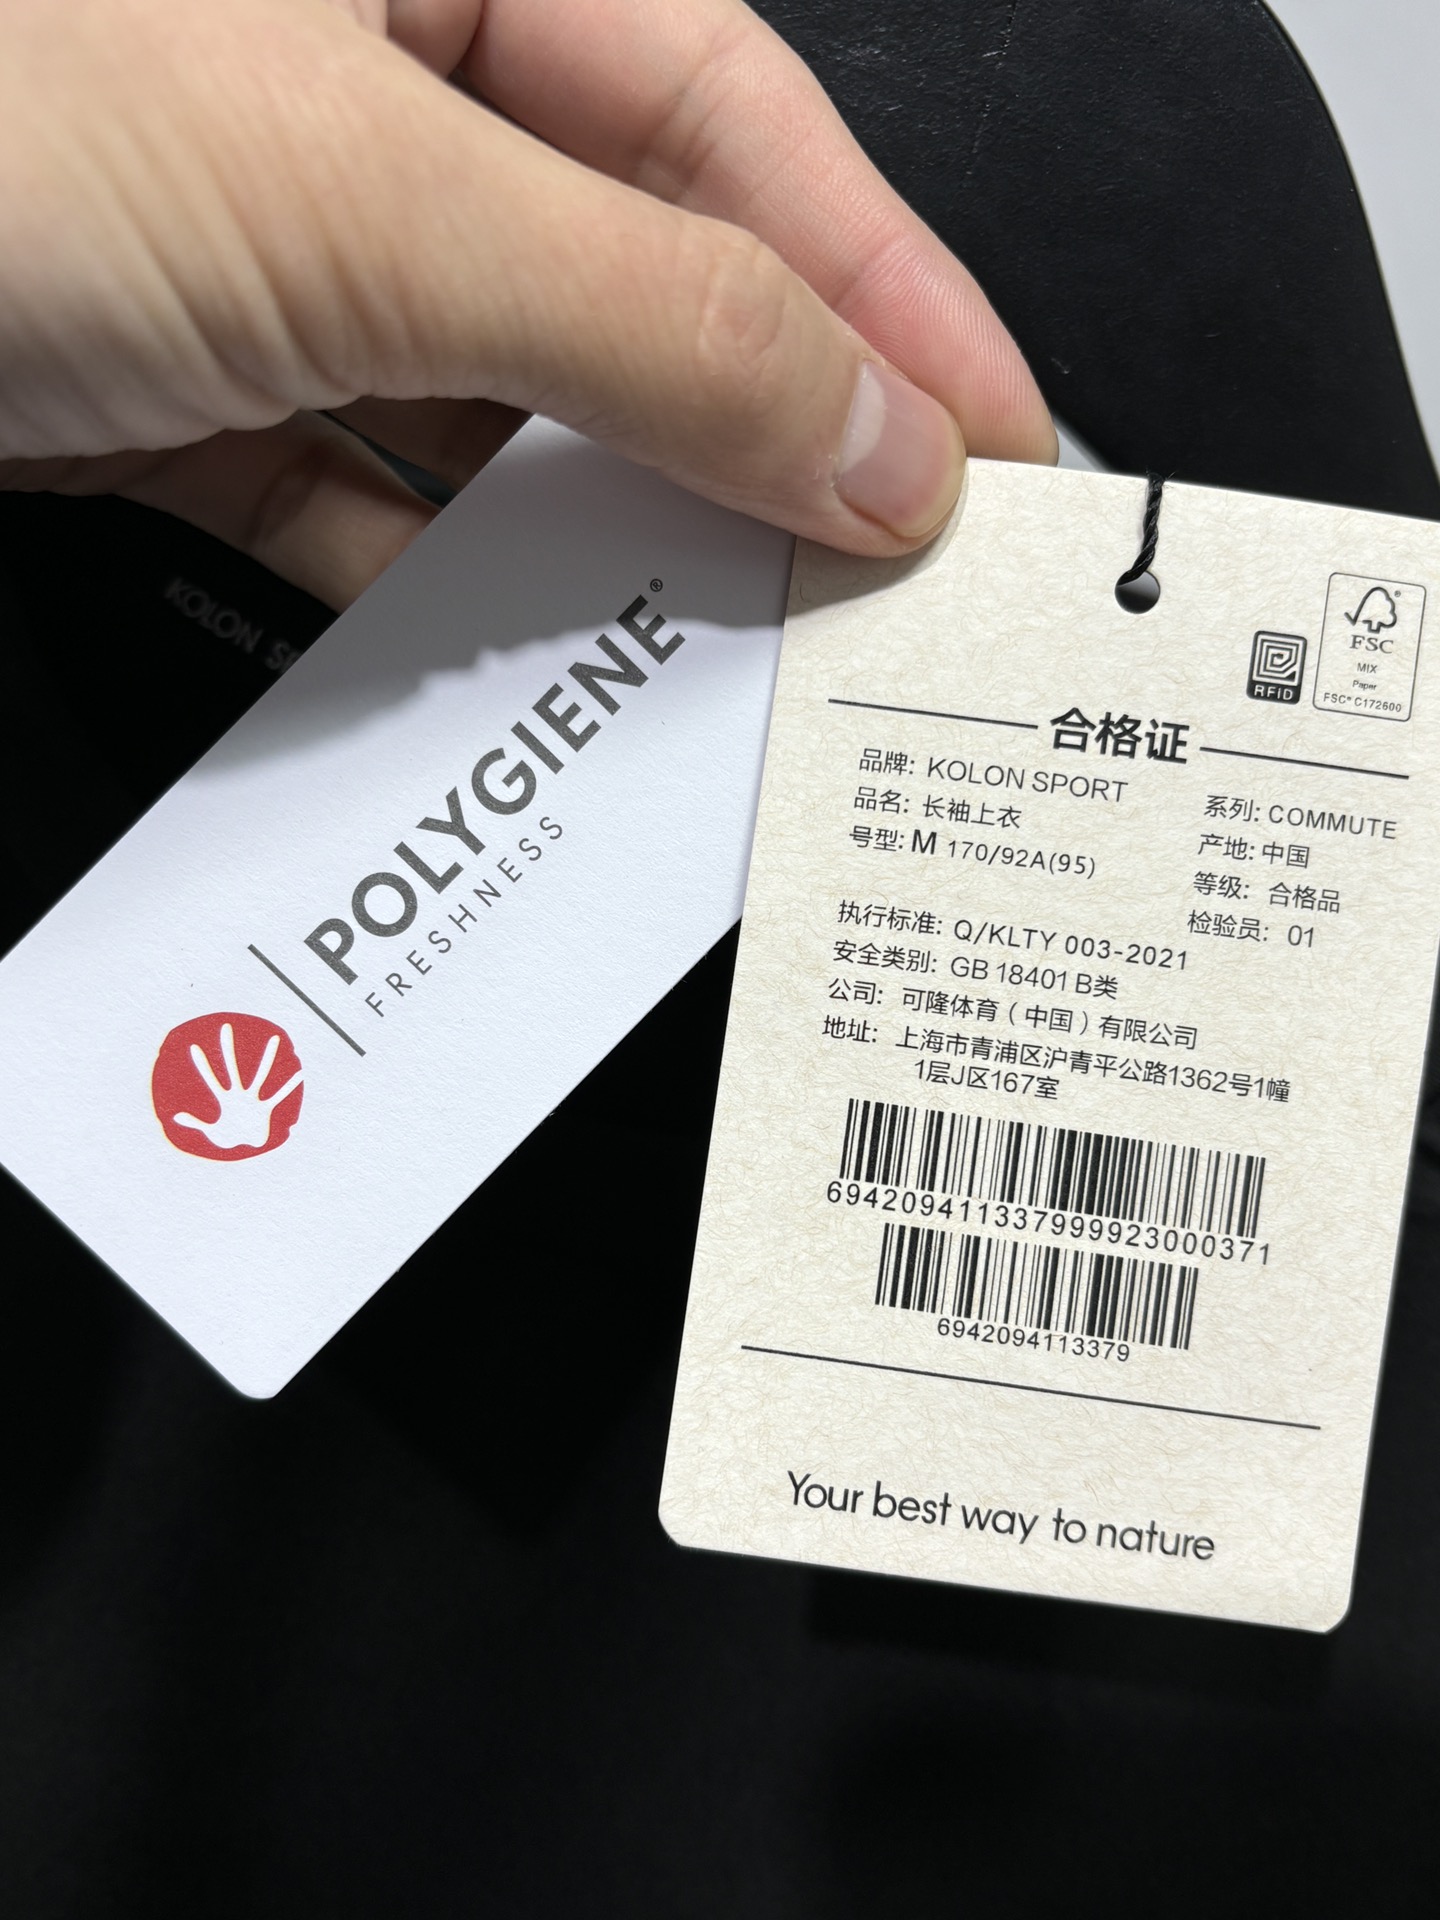 KOLON SP
POLYGIENE®
FRESHNESS
RFiD
FSC®
MIX
Paper
FSC® C172600
合格证
品牌: KOLON SPORT
品名: 长袖上衣
号型: M 170/92A(95)
系列: COMMUTE
产地: 中国
等级: 合格品
检验员: 01
执行标准: Q/KLTY 003-2021
安全类别: GB 18401 B类
公司: 可隆体育（中国）有限公司
地址: 上海市青浦区沪青平公路1362号1幢
1层J区167室
694209411337999923000371
6942094113379
Your best way to nature